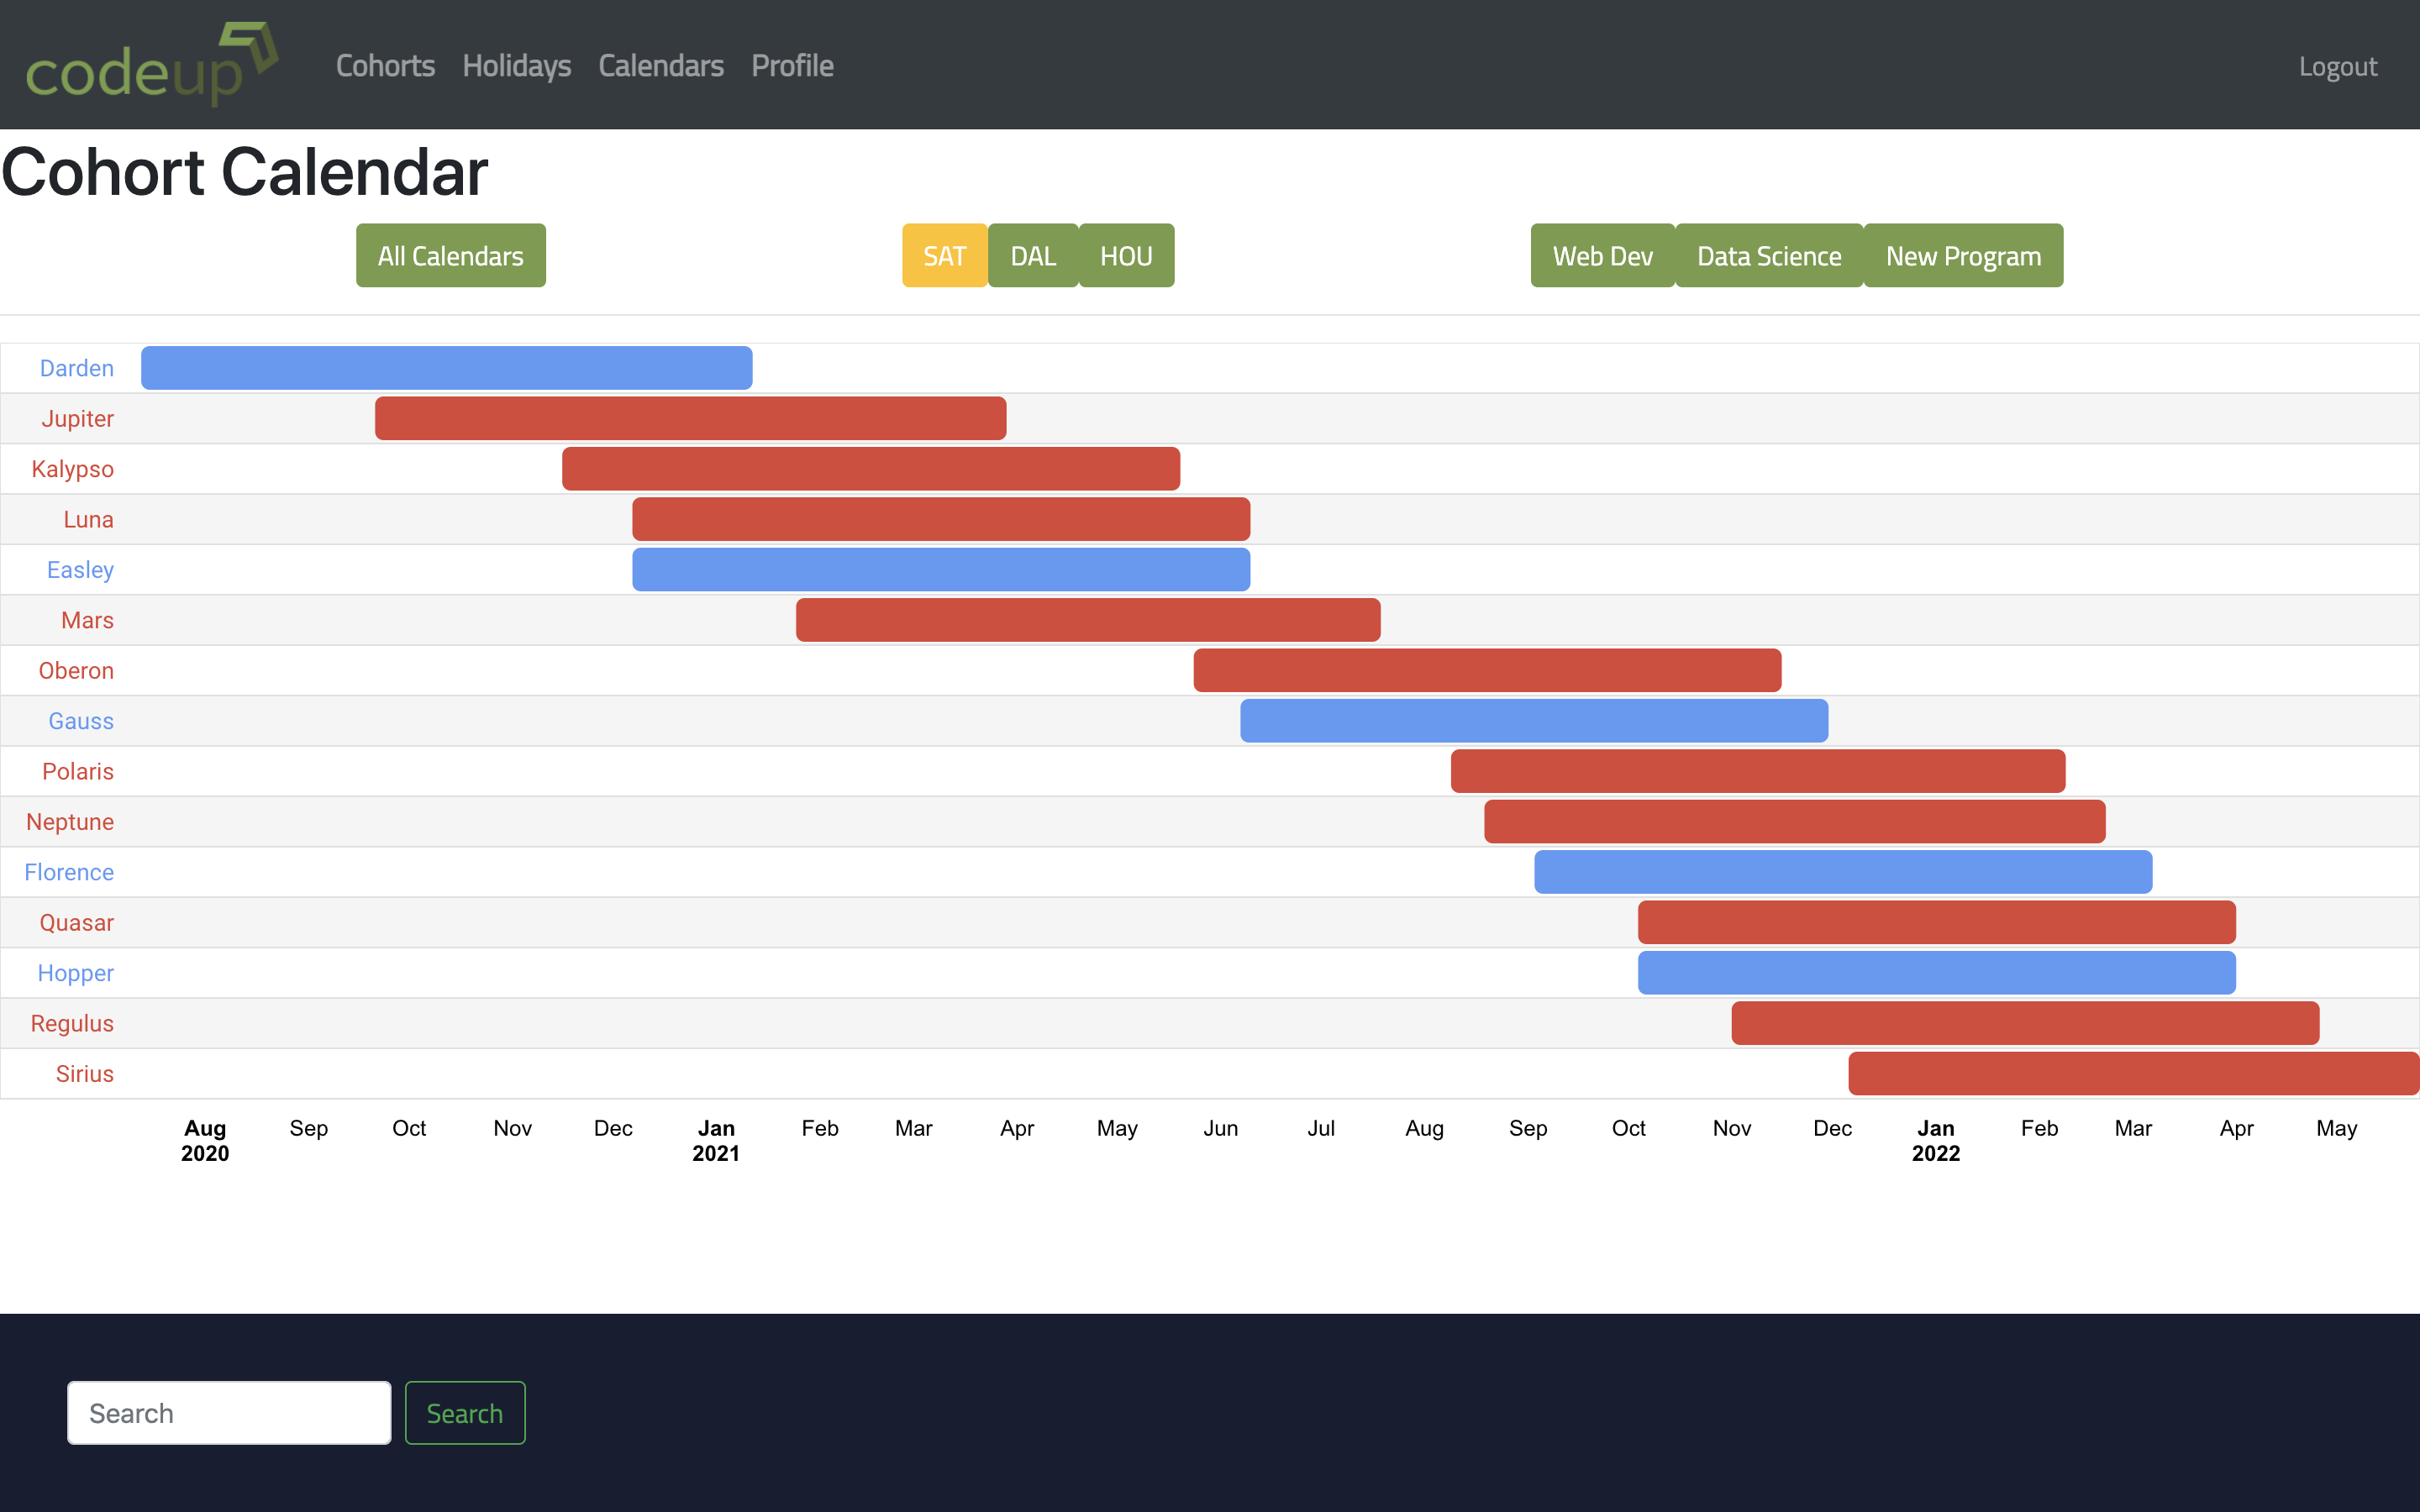 codeup Cohorts Holidays Calendars Profile Logout
Cohort Calendar
All Calendars SAT DAL HOU Web Dev Data Science New Program
Darden
Jupiter
Kalypso
Luna
Easley
Mars
Oberon
Gauss
Polaris
Neptune
Florence
Quasar
Hopper
Regulus
Sirius
Aug Sep Oct Nov Dec Jan Feb Mar Apr May Jun Jul Aug Sep Oct Nov Dec Jan Feb Mar Apr May
2020 2021 2022
Search Search